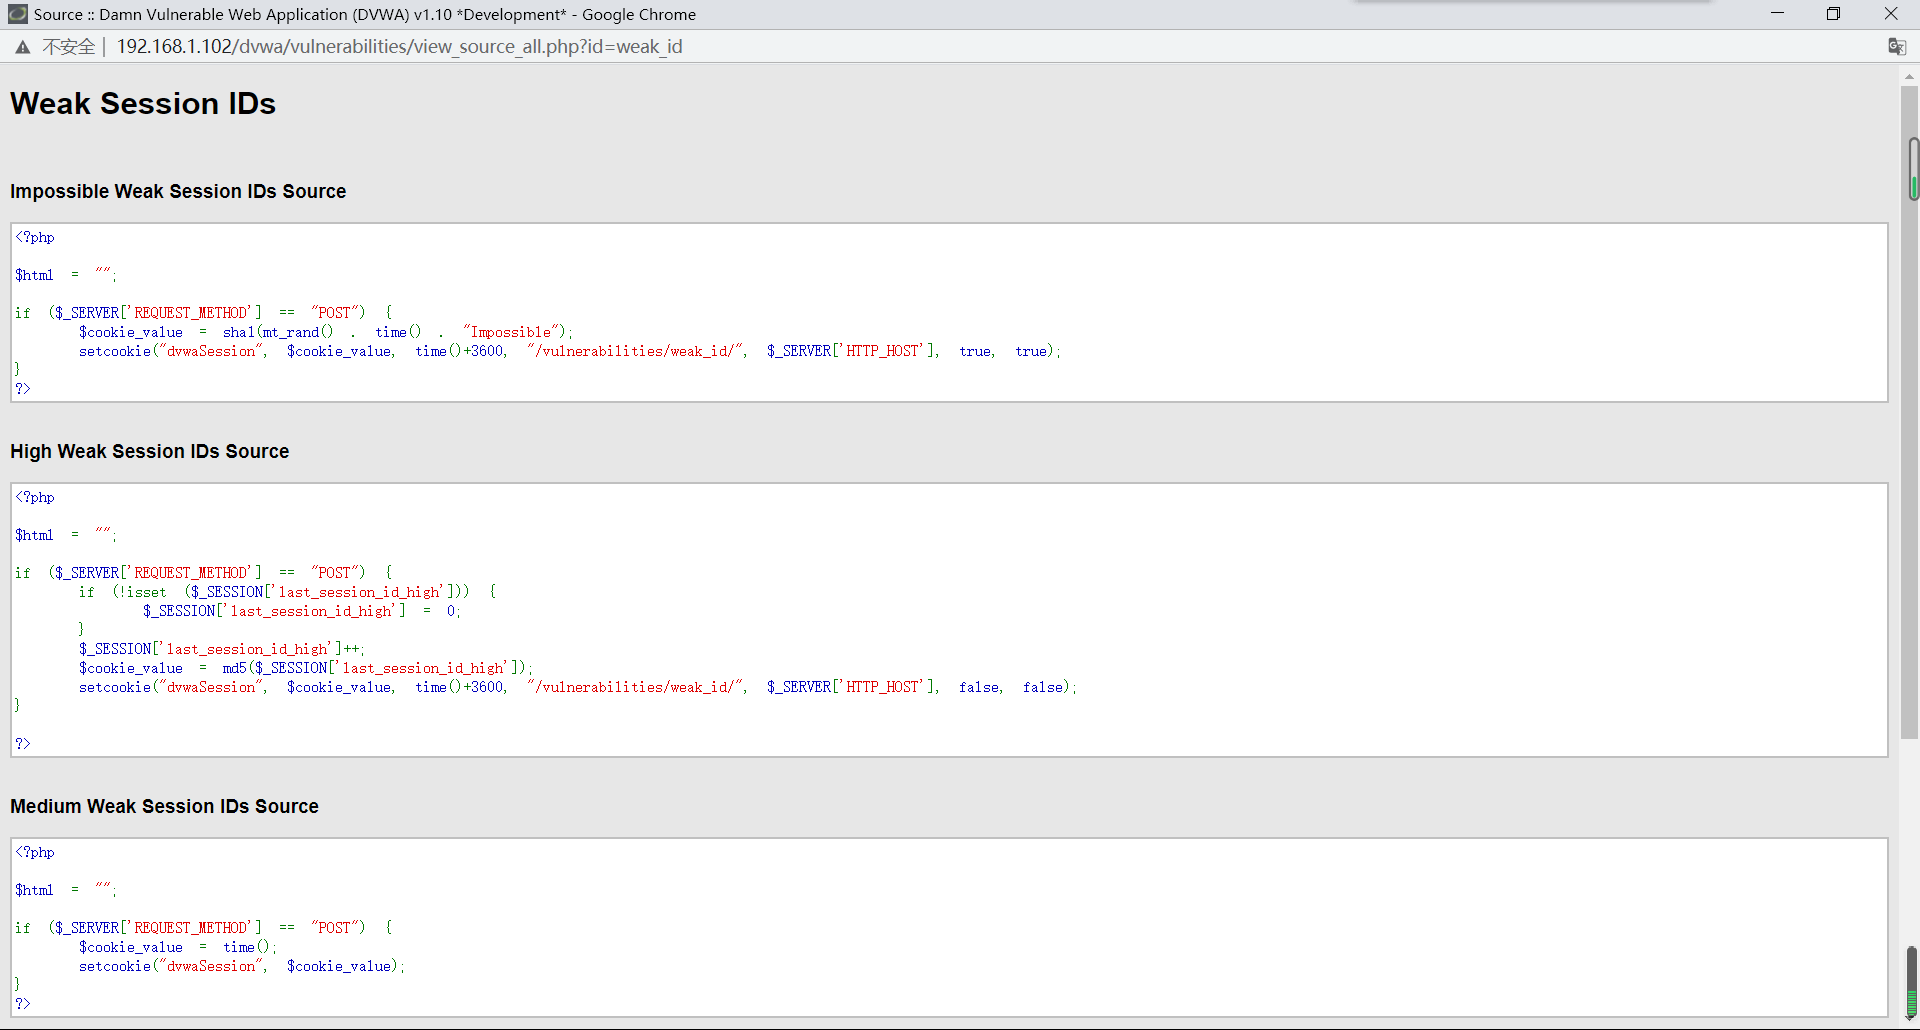 Source :: Damn Vulnerable Web Application (DVWA) v1.10 *Development* - Google Chrome
不安全 | 192.168.1.102/dvwa/vulnerabilities/view_source_all.php?id=weak_id
Weak Session IDs
Impossible Weak Session IDs Source
<?php
$html = "";
if ($_SERVER['REQUEST_METHOD'] == "POST") {
        $cookie_value = sha1(mt_rand() . time() . "Impossible");
        setcookie("dvwaSession", $cookie_value, time()+3600, "/vulnerabilities/weak_id/", $_SERVER['HTTP_HOST'], true, true);
}
?>
High Weak Session IDs Source
<?php
$html = "";
if ($_SERVER['REQUEST_METHOD'] == "POST") {
        if (!isset ($_SESSION['last_session_id_high'])) {
                $_SESSION['last_session_id_high'] = 0;
        }
        $_SESSION['last_session_id_high']++;
        $cookie_value = md5($_SESSION['last_session_id_high']);
        setcookie("dvwaSession", $cookie_value, time()+3600, "/vulnerabilities/weak_id/", $_SERVER['HTTP_HOST'], false, false);
}
?>
Medium Weak Session IDs Source
<?php
$html = "";
if ($_SERVER['REQUEST_METHOD'] == "POST") {
        $cookie_value = time();
        setcookie("dvwaSession", $cookie_value);
}
?>